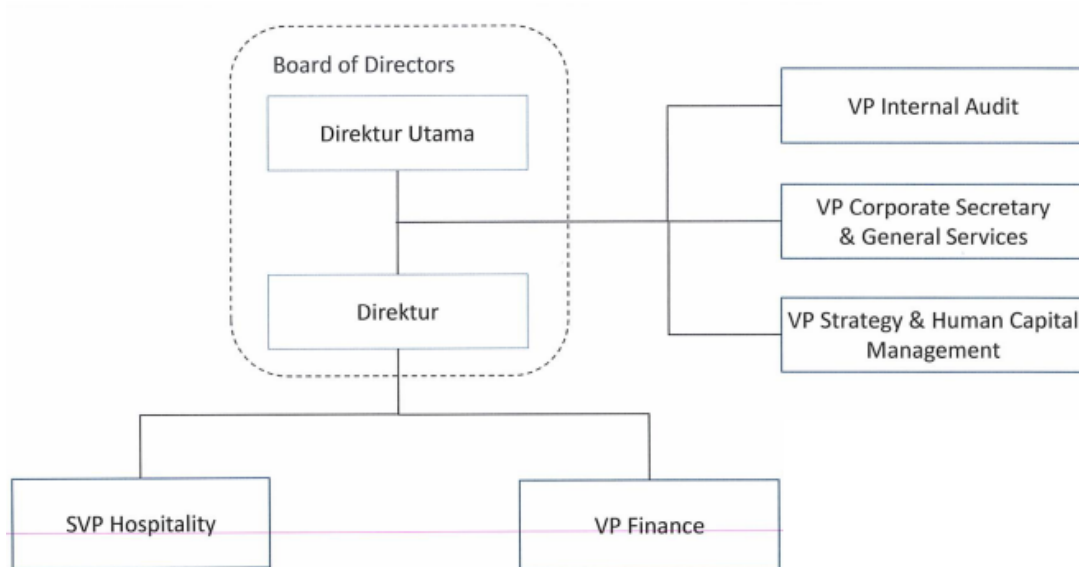 Board of Directors
Direktur Utama
VP Internal Audit
VP Corporate Secretary
& General Services
Direktur
VP Strategy & Human Capital
Management
SVP Hospitality
VP Finance